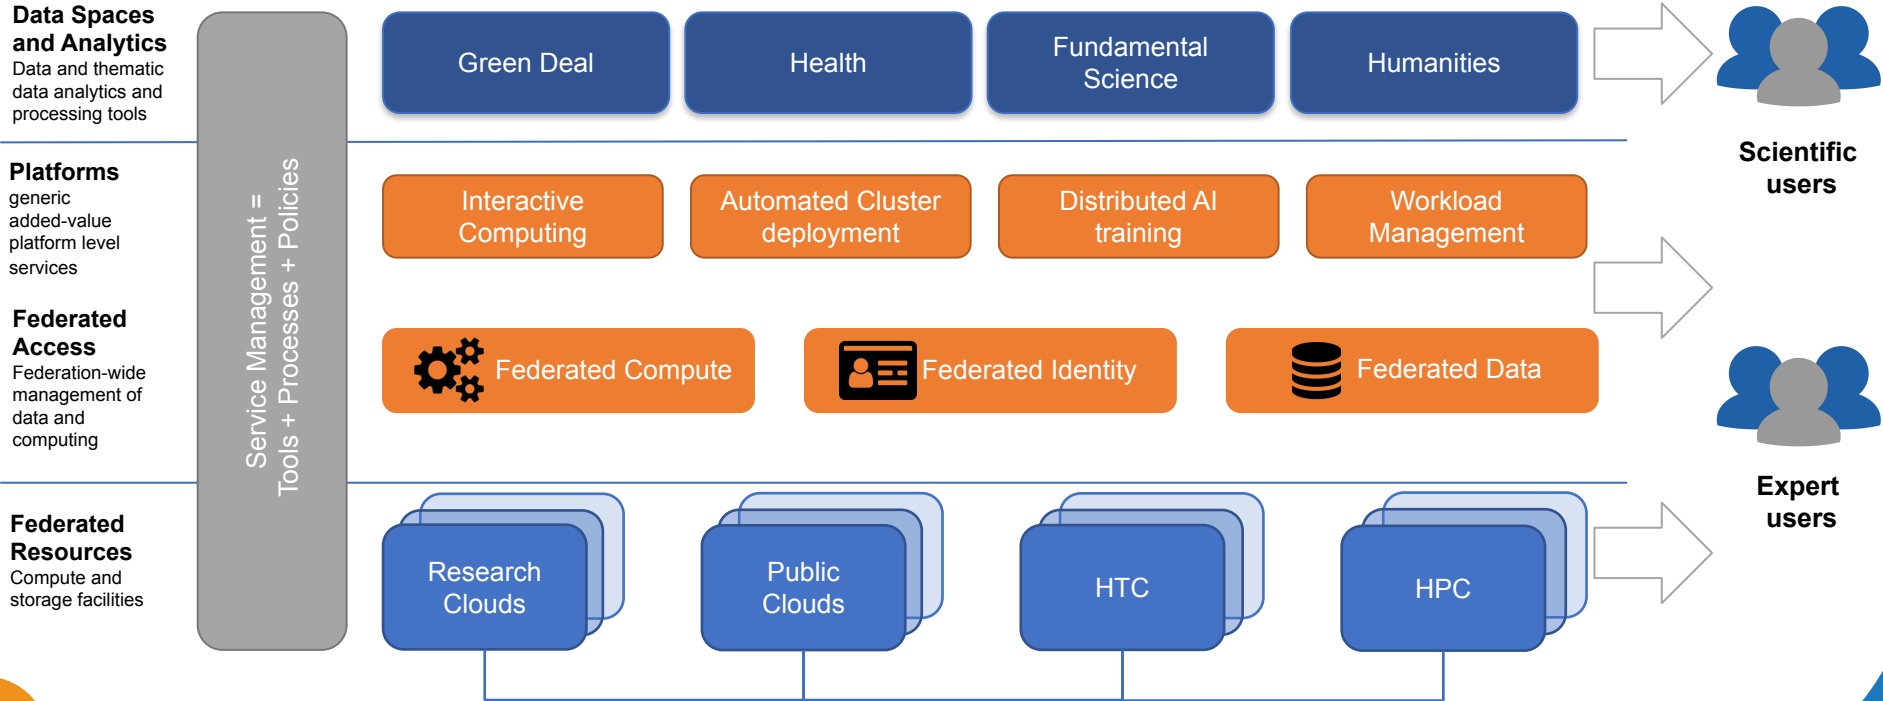 Data Spaces
and Analytics
Data and thematic
data analytics and
processing tools
Green Deal
Health
Fundamental
Science
Humanities
Scientific
users
Platforms
generic
added-value
platform level
services
Interactive
Computing
Automated Cluster
deployment
Distributed AI
training
Workload
Management
Service Management =
Tools + Processes + Policies
Federated
Access
Federation-wide
management of
data and
computing
Federated Compute
Federated Identity
Federated Data
Expert
users
Federated
Resources
Compute and
storage facilities
Research
Clouds
Public
Clouds
HTC
HPC